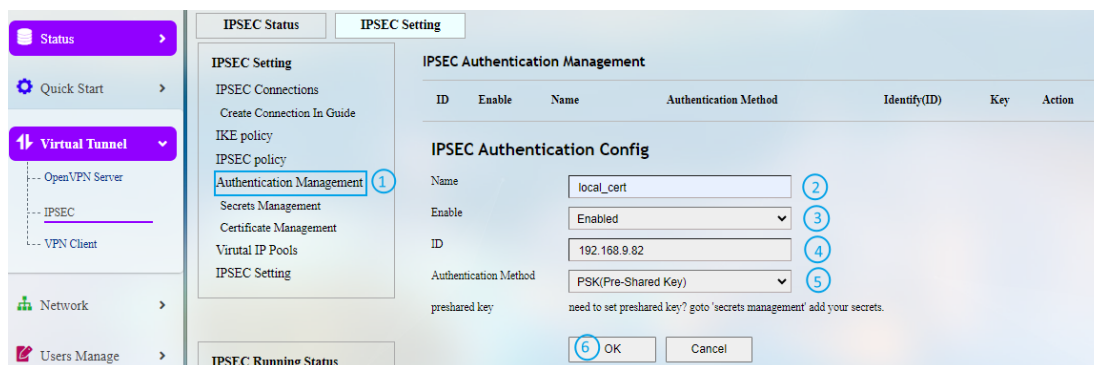 Status
Quick Start
Virtual Tunnel
OpenVPN Server
IPSEC
VPN Client
Network
Users Manage
IPSEC Status
IPSEC Setting
IPSEC Setting
IPSEC Connections
Create Connection In Guide
IKE policy
IPSEC policy
Authentication Management 1
Secrets Management
Certificate Management
Virutal IP Pools
IPSEC Setting
IPSEC Running Status
IPSEC Authentication Management
ID Enable Name Authentication Method Identify(ID) Key Action
IPSEC Authentication Config
Name local_cert 2
Enable Enabled 3
ID 192.168.9.82 4
Authentication Method PSK(Pre-Shared Key) 5
preshared key need to set preshared key? goto 'secrets management' add your secrets.
6 OK Cancel